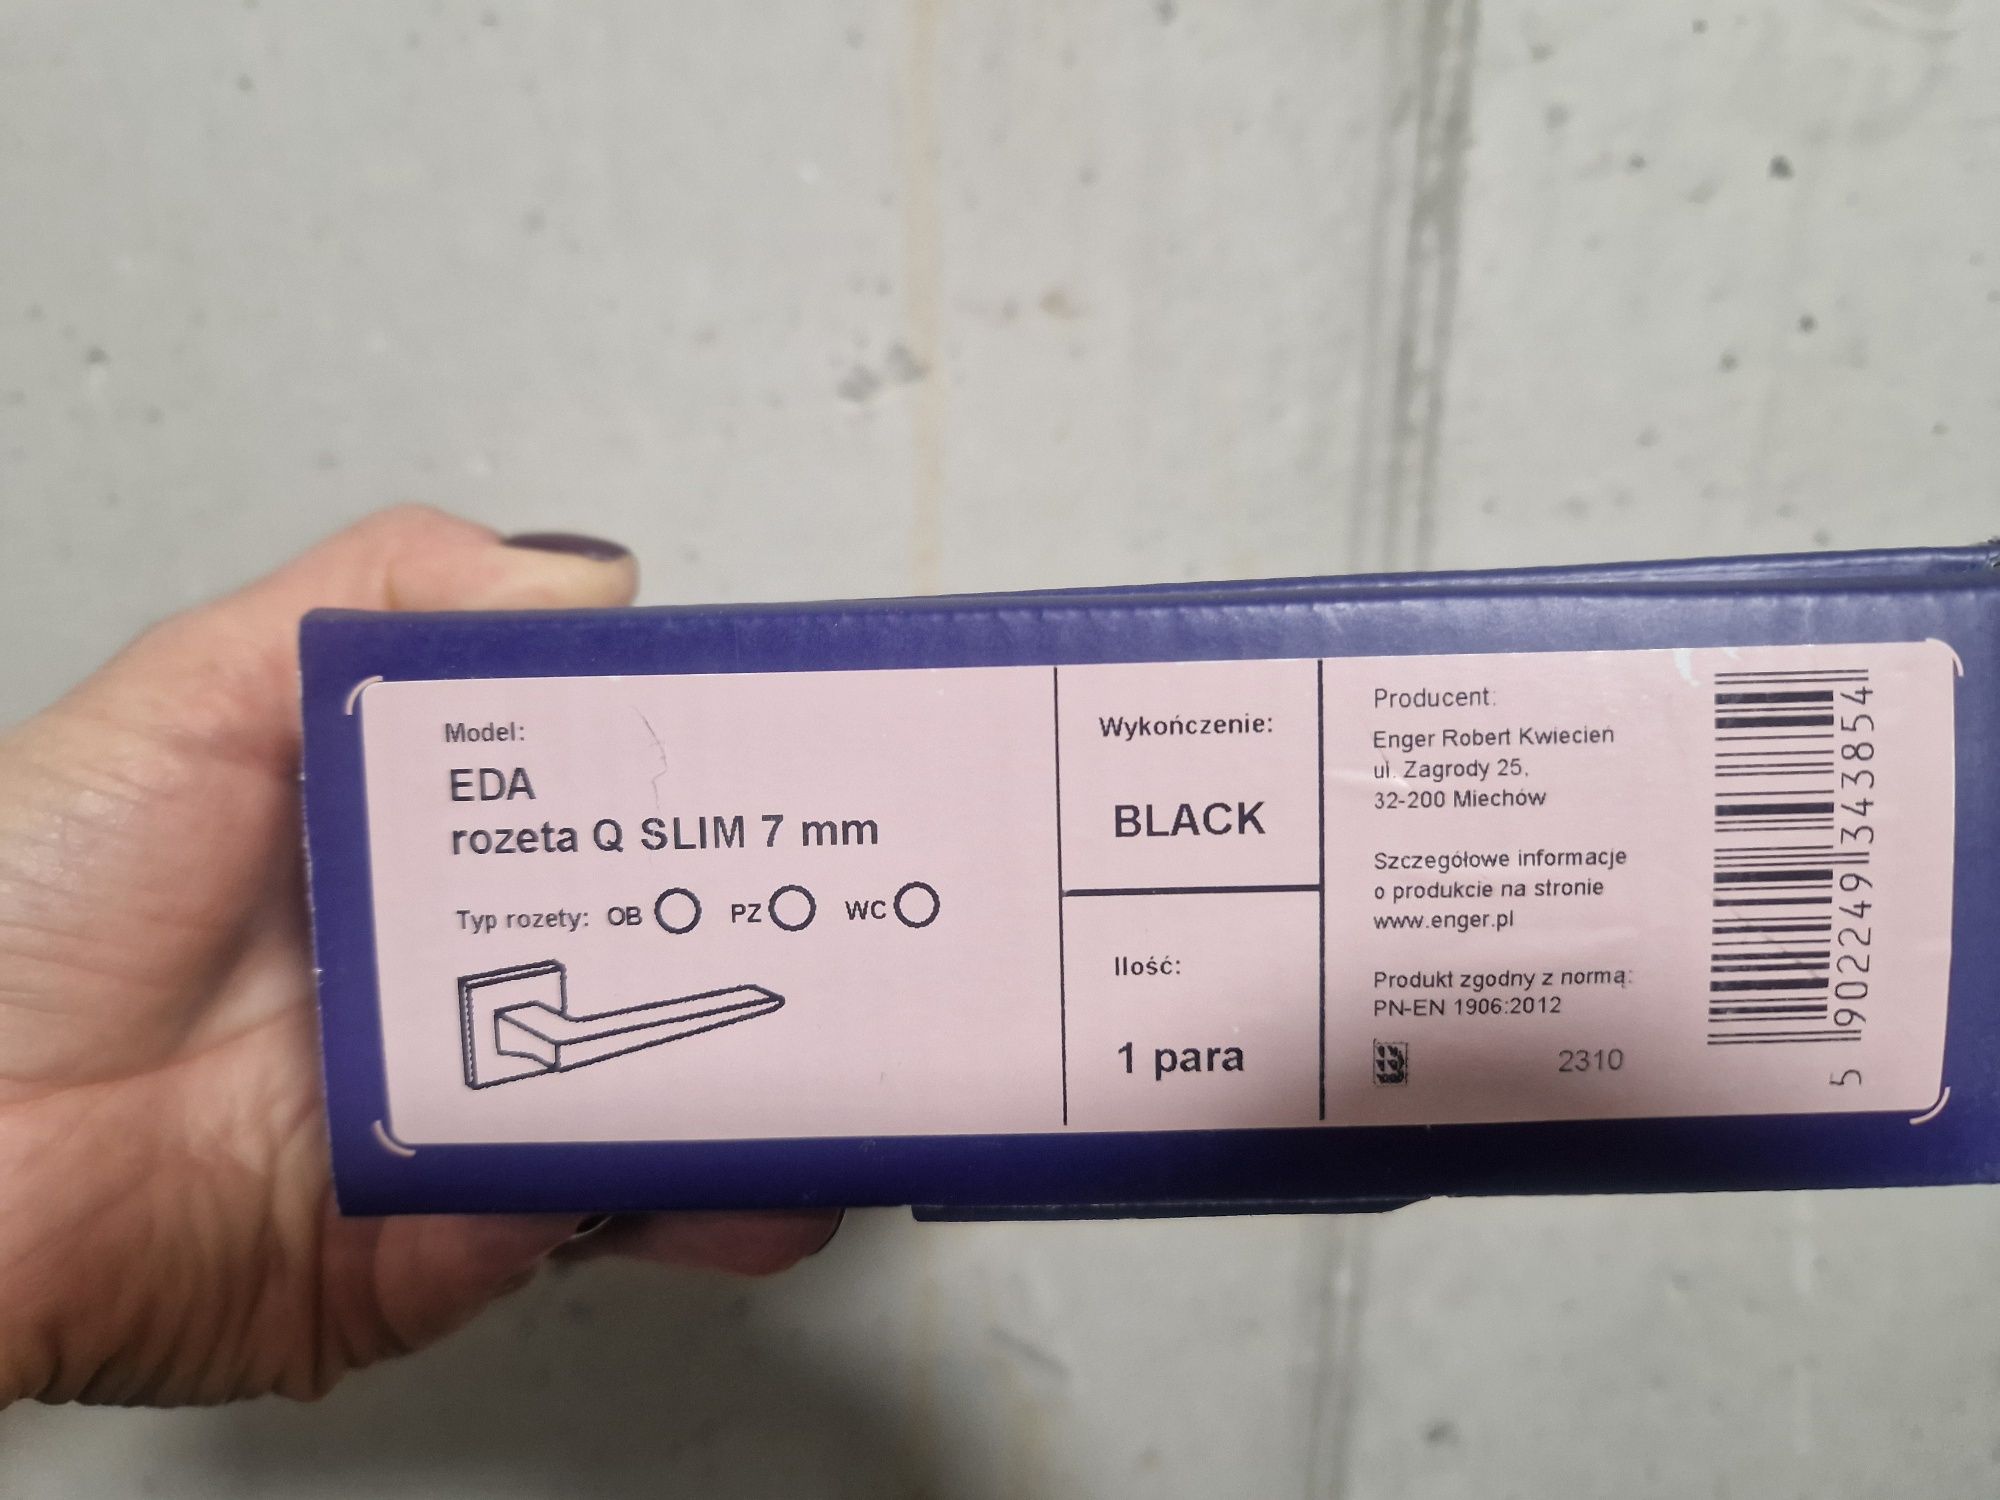 Model:
EDA
rozeta Q SLIM 7 mm
Typ rozety: OB PZ WC
Wykończenie:
BLACK
Ilość:
1 para
Producent:
Enger Robert Kwiecień
ul. Zagrody 25,
32-200 Miechów
Szczegółowe informacje
o produkcie na stronie
www.enger.pl
Produkt zgodny z normą:
PN-EN 1906:2012
2310
5 902249 343854